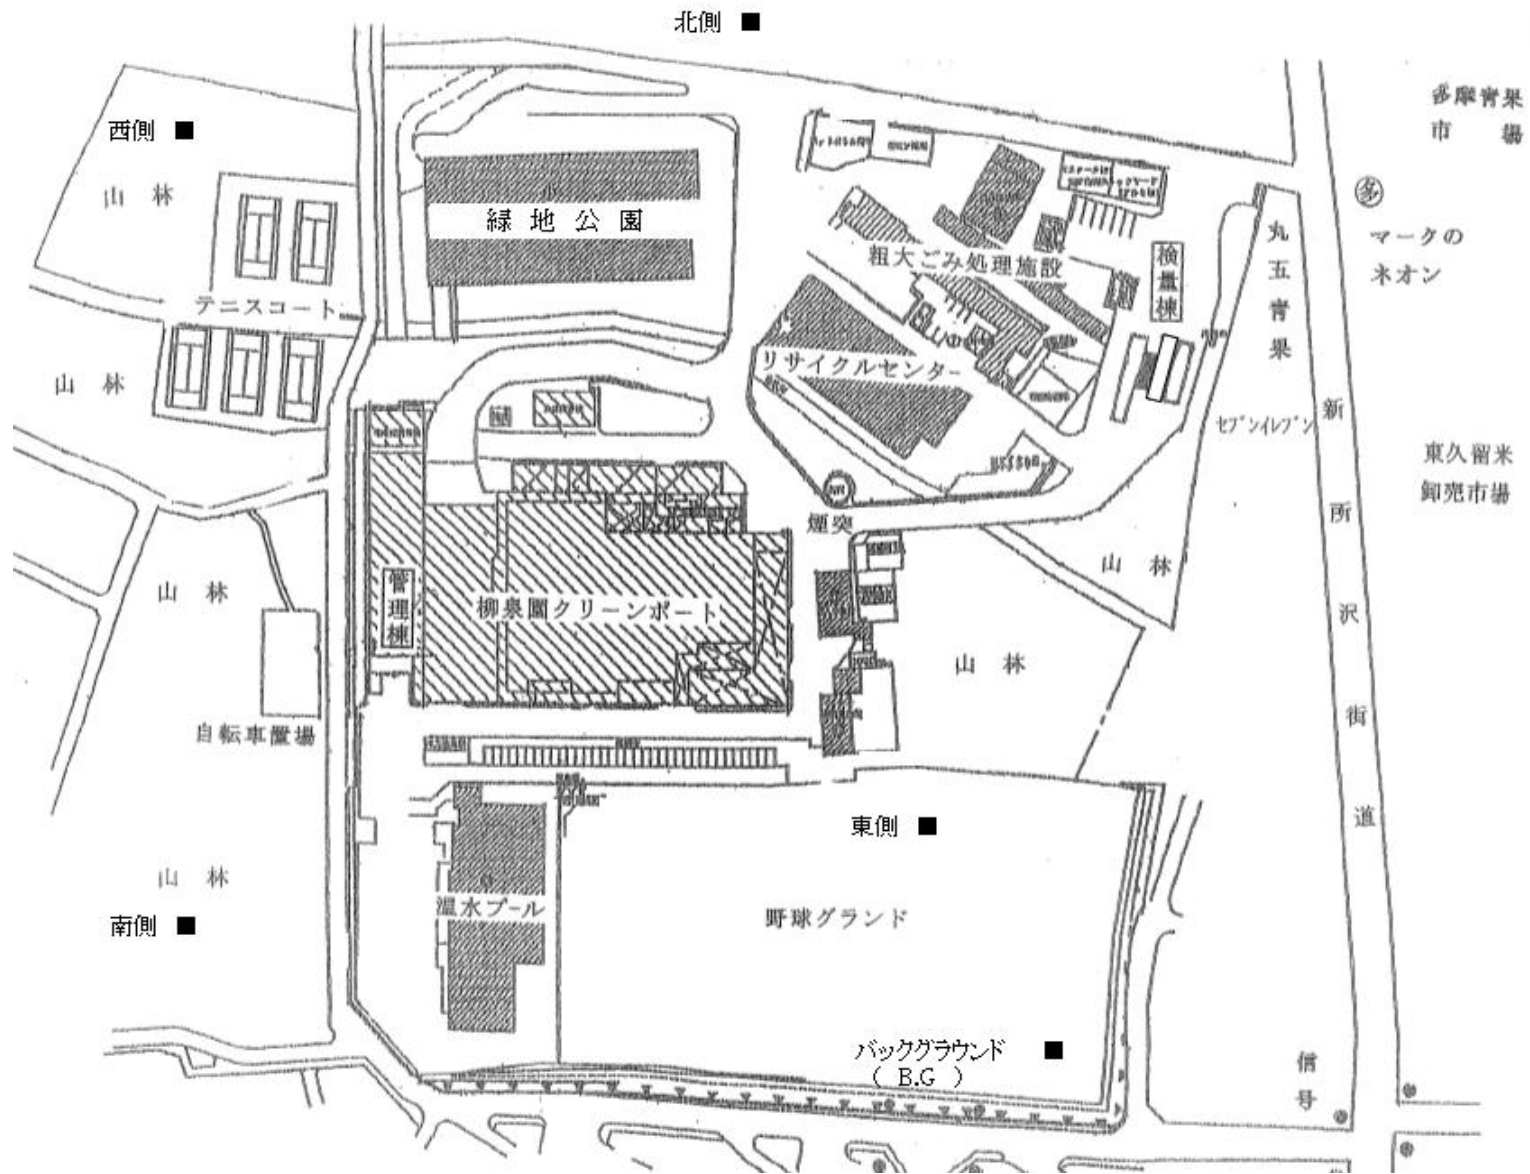 北側 ■
多摩青果
市 場
西側 ■
山 林
多
マークの
ネオン
緑 地 公 園
丸五青果
粗大ごみ処理施設
検量棟
テニスコート
リサイクルセンター
山 林
セブンイレブン
新所沢街道
東久留米
卸売市場
煙突
山 林
山 林
管理棟
柳泉園クリーンポート
山 林
自転車置場
東側 ■
山 林
温水プール
野球グランド
南側 ■
バックグラウンド ■
( B.G )
信号